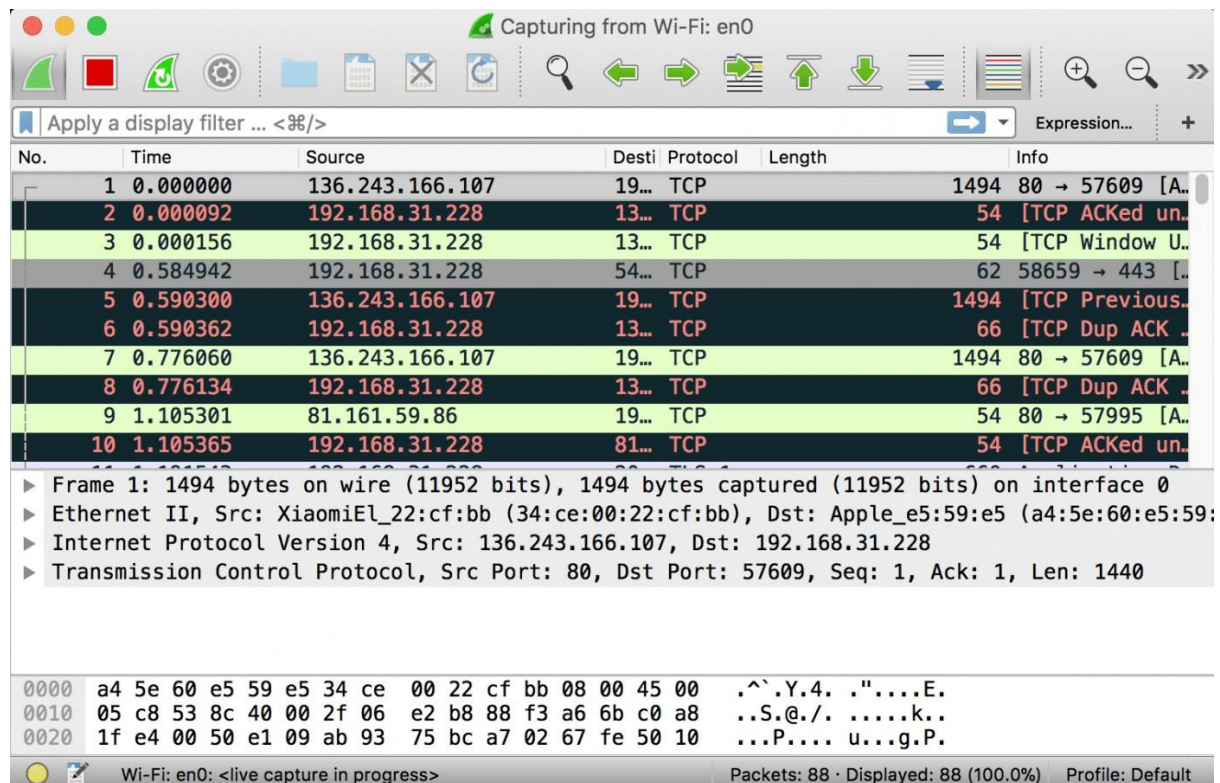 Capturing from Wi-Fi: en0
Apply a display filter ... <⌘/> Expression... +
No. Time Source Desti Protocol Length Info
1 0.000000 136.243.166.107 19… TCP 1494 80 → 57609 [A…
2 0.000092 192.168.31.228 13… TCP 54 [TCP ACKed un…
3 0.000156 192.168.31.228 13… TCP 54 [TCP Window U…
4 0.584942 192.168.31.228 54… TCP 62 58659 → 443 […
5 0.590300 136.243.166.107 19… TCP 1494 [TCP Previous…
6 0.590362 192.168.31.228 13… TCP 66 [TCP Dup ACK …
7 0.776060 136.243.166.107 19… TCP 1494 80 → 57609 [A…
8 0.776134 192.168.31.228 13… TCP 66 [TCP Dup ACK …
9 1.105301 81.161.59.86 19… TCP 54 80 → 57995 [A…
10 1.105365 192.168.31.228 81… TCP 54 [TCP ACKed un…
Frame 1: 1494 bytes on wire (11952 bits), 1494 bytes captured (11952 bits) on interface 0
Ethernet II, Src: XiaomiEl_22:cf:bb (34:ce:00:22:cf:bb), Dst: Apple_e5:59:e5 (a4:5e:60:e5:59:
Internet Protocol Version 4, Src: 136.243.166.107, Dst: 192.168.31.228
Transmission Control Protocol, Src Port: 80, Dst Port: 57609, Seq: 1, Ack: 1, Len: 1440
0000 a4 5e 60 e5 59 e5 34 ce 00 22 cf bb 08 00 45 00 .^`.Y.4. ."....E.
0010 05 c8 53 8c 40 00 2f 06 e2 b8 88 f3 a6 6b c0 a8 ..S.@./. .....k..
0020 1f e4 00 50 e1 09 ab 93 75 bc a7 02 67 fe 50 10 ...P.... u...g.P.
Wi-Fi: en0: <live capture in progress> Packets: 88 · Displayed: 88 (100.0%) Profile: Default